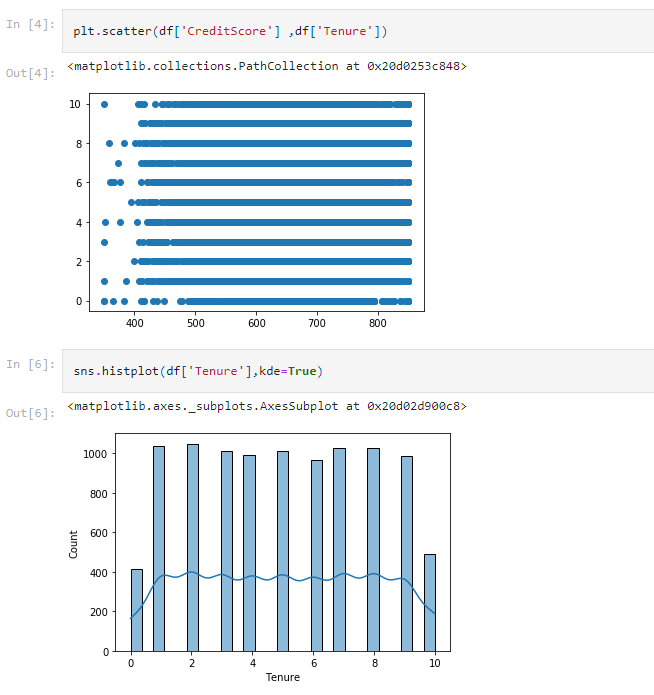 In [4]: plt.scatter(df['CreditScore'] ,df['Tenure'])
Out[4]: <matplotlib.collections.PathCollection at 0x20d0253c848>
10
8
6
4
2
0
400 500 600 700 800
In [6]: sns.histplot(df['Tenure'],kde=True)
Out[6]: <matplotlib.axes._subplots.AxesSubplot at 0x20d02d900c8>
1000
800
600
400
200
0
Count
0 2 4 6 8 10
Tenure